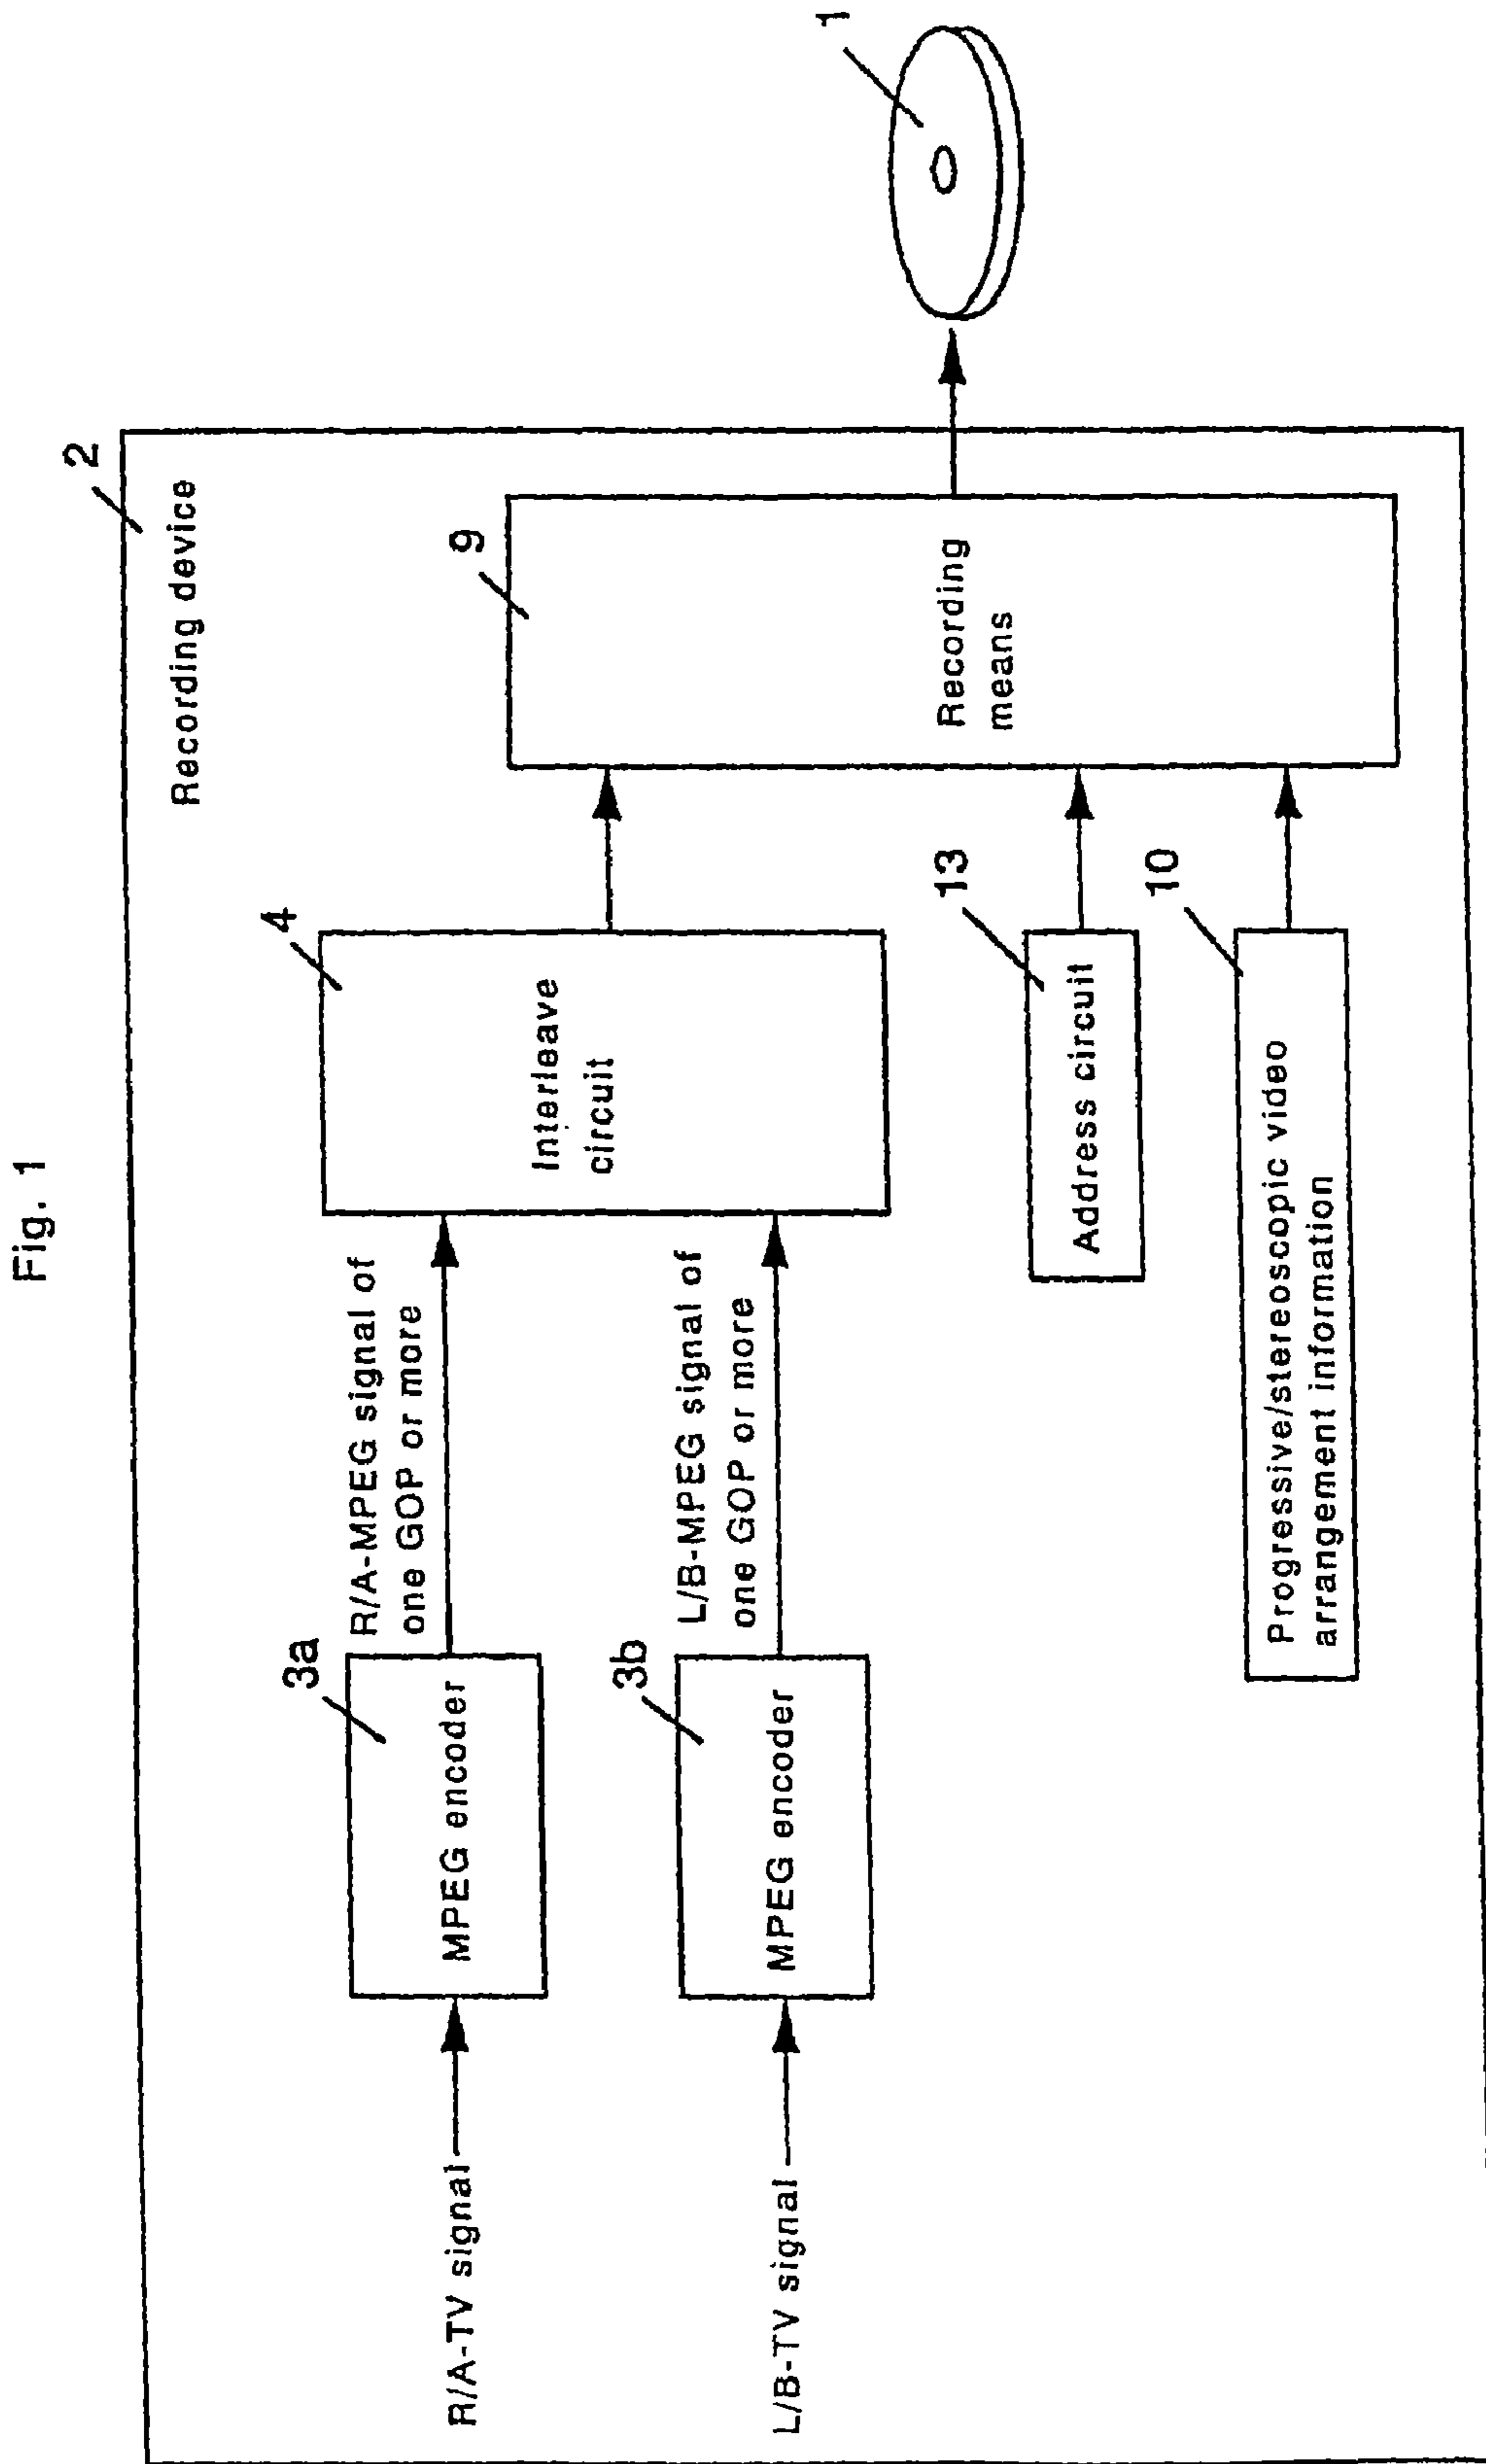 Fig. 1
2
Recording device
1
R/A-TV signal
3a
MPEG encoder
R/A-MPEG signal of
one GOP or more
4
Interleave
circuit
9
Recording
means
L/B-TV signal
3b
MPEG encoder
L/B-MPEG signal of
one GOP or more
13
Address circuit
10
Progressive/stereoscopic video
arrangement information